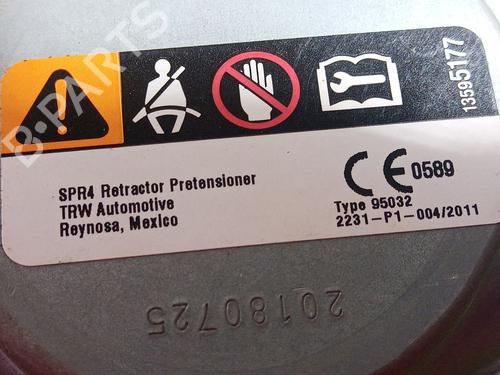 B-PARTS
13595177
SPR4 Retractor Pretensioner
TRW Automotive
Reynosa, Mexico
CE 0589
Type 95032
2231-P1-004/2011
20180725